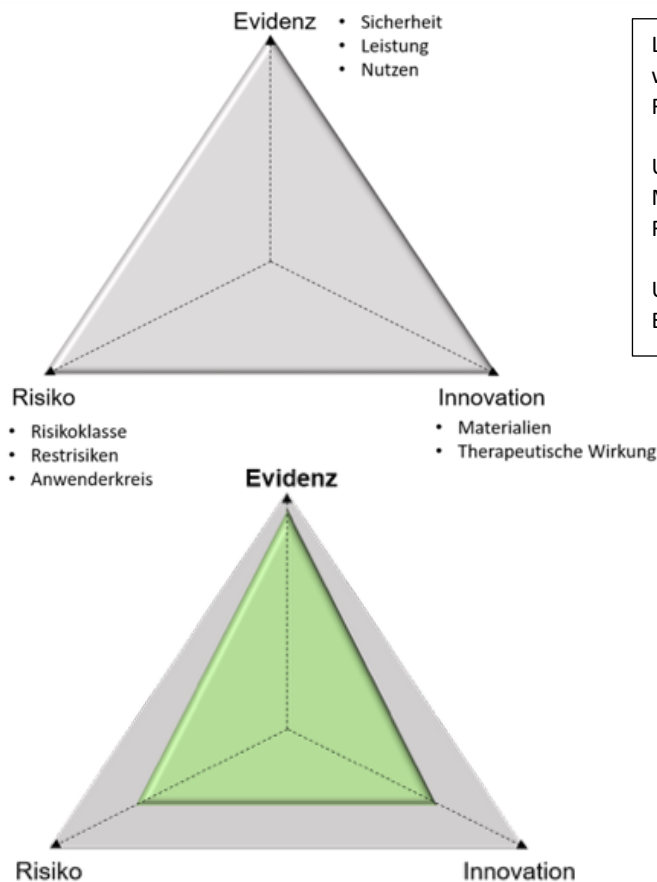 Evidenz
• Sicherheit
• Leistung
• Nutzen
Risiko
• Risikoklasse
• Restrisiken
• Anwenderkreis
Innovation
• Materialien
• Therapeutische Wirkung
Evidenz
Risiko
Innovation